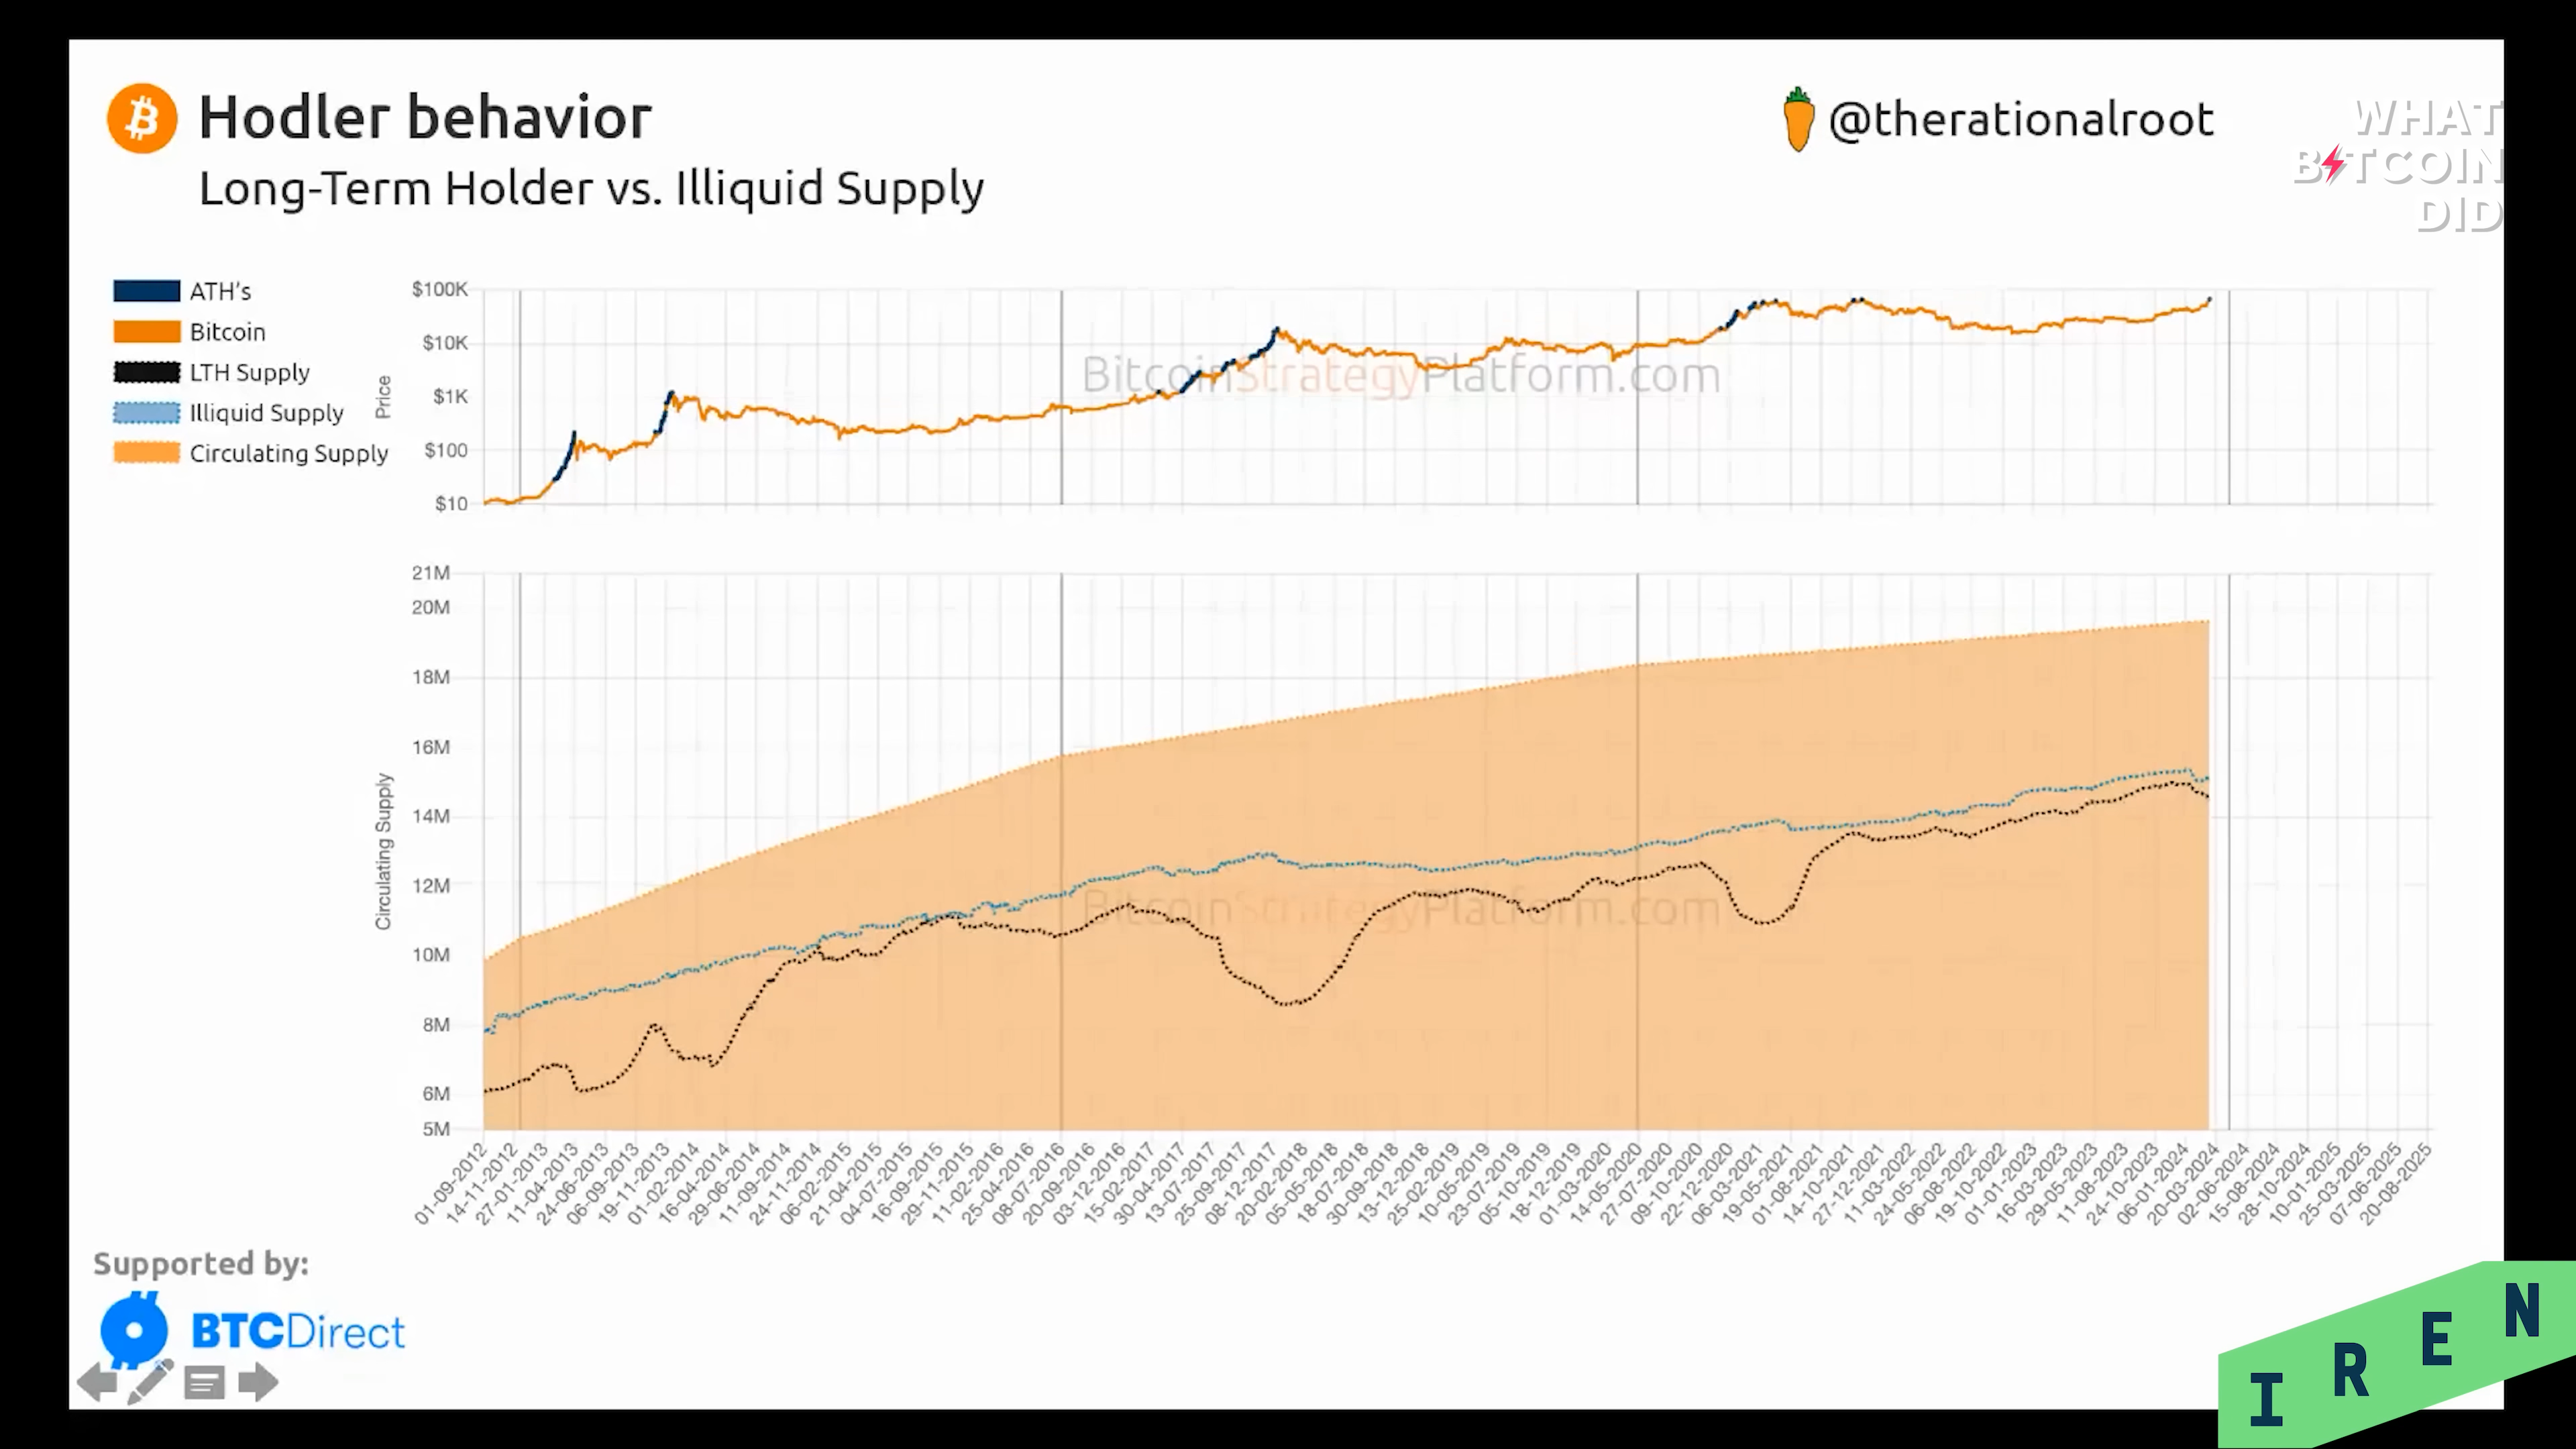 Hodler behavior
Long-Term Holder vs. Illiquid Supply
@therationalroot
WHAT
BITCOIN
DID
ATH's
Bitcoin
LTH Supply
Illiquid Supply
Circulating Supply
Price
$100K
$10K
$1K
$100
$10
BitcoinStrategyPlatform.com
Circulating Supply
21M
20M
18M
16M
14M
12M
10M
8M
6M
5M
BitcoinStrategyPlatform.com
01-09-2012
14-11-2012
27-01-2013
11-04-2013
24-06-2013
06-09-2013
19-11-2013
01-02-2014
16-04-2014
29-06-2014
11-09-2014
24-11-2014
06-02-2015
21-04-2015
04-07-2015
16-09-2015
29-11-2015
11-02-2016
25-04-2016
08-07-2016
20-09-2016
03-12-2016
15-02-2017
30-04-2017
13-07-2017
25-09-2017
08-12-2017
20-02-2018
05-05-2018
18-07-2018
30-09-2018
13-12-2018
25-02-2019
10-05-2019
23-07-2019
05-10-2019
18-12-2019
01-03-2020
14-05-2020
27-07-2020
09-10-2020
22-12-2020
06-03-2021
19-05-2021
01-08-2021
14-10-2021
27-12-2021
11-03-2022
24-05-2022
06-08-2022
19-10-2022
01-01-2023
16-03-2023
29-05-2023
11-08-2023
24-10-2023
06-01-2024
20-03-2024
02-06-2024
15-08-2024
28-10-2024
10-01-2025
25-03-2025
07-06-2025
20-08-2025
Supported by:
BTCDirect
IREN